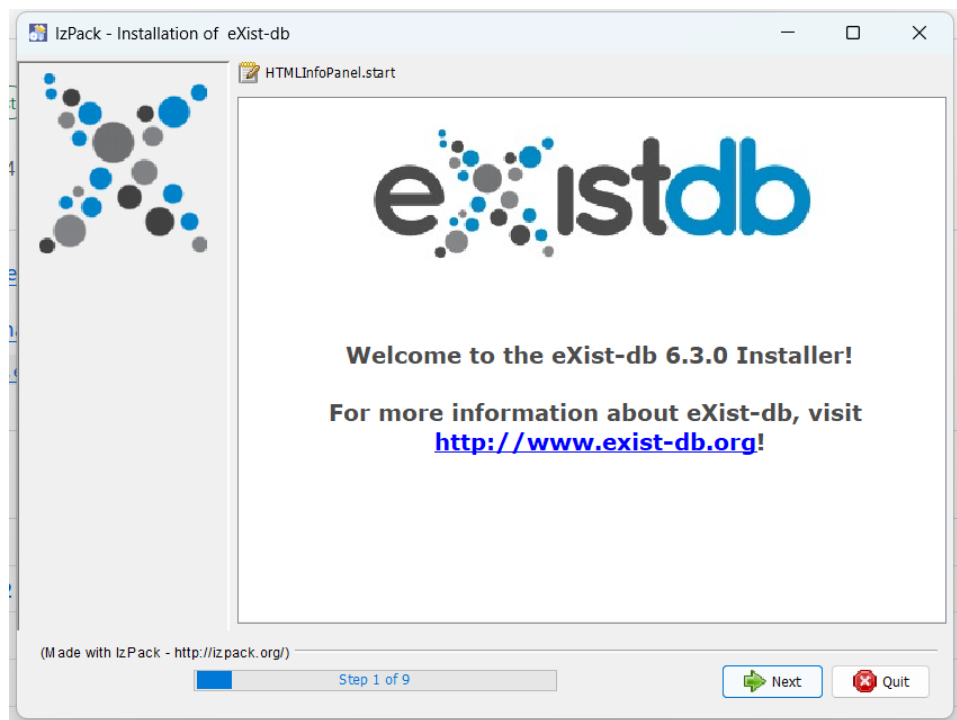 IzPack - Installation of eXist-db
HTMLInfoPanel.start
eXistdb
Welcome to the eXist-db 6.3.0 Installer!
For more information about eXist-db, visit
http://www.exist-db.org!
(Made with IzPack - http://izpack.org/)
Step 1 of 9
Next
Quit